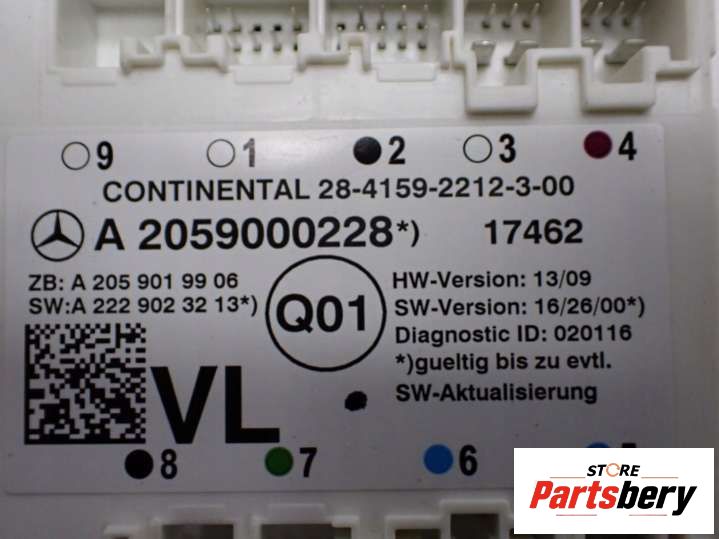 9 1 2 3 4
CONTINENTAL 28-4159-2212-3-00
A 2059000228*) 17462
ZB: A 205 901 99 06
SW:A 222 902 32 13*)
Q01
HW-Version: 13/09
SW-Version: 16/26/00*)
Diagnostic ID: 020116
*)gueltig bis zu evtl.
SW-Aktualisierung
VL
8 7 6
STORE
Partsbery